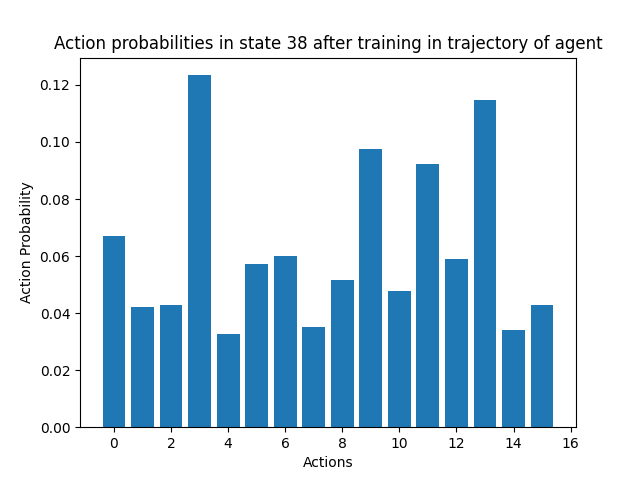 Action probabilities in state 38 after training in trajectory of agent
0.12
0.10
0.08
0.06
0.04
0.02
0.00
Action Probability
0 2 4 6 8 10 12 14 16
Actions